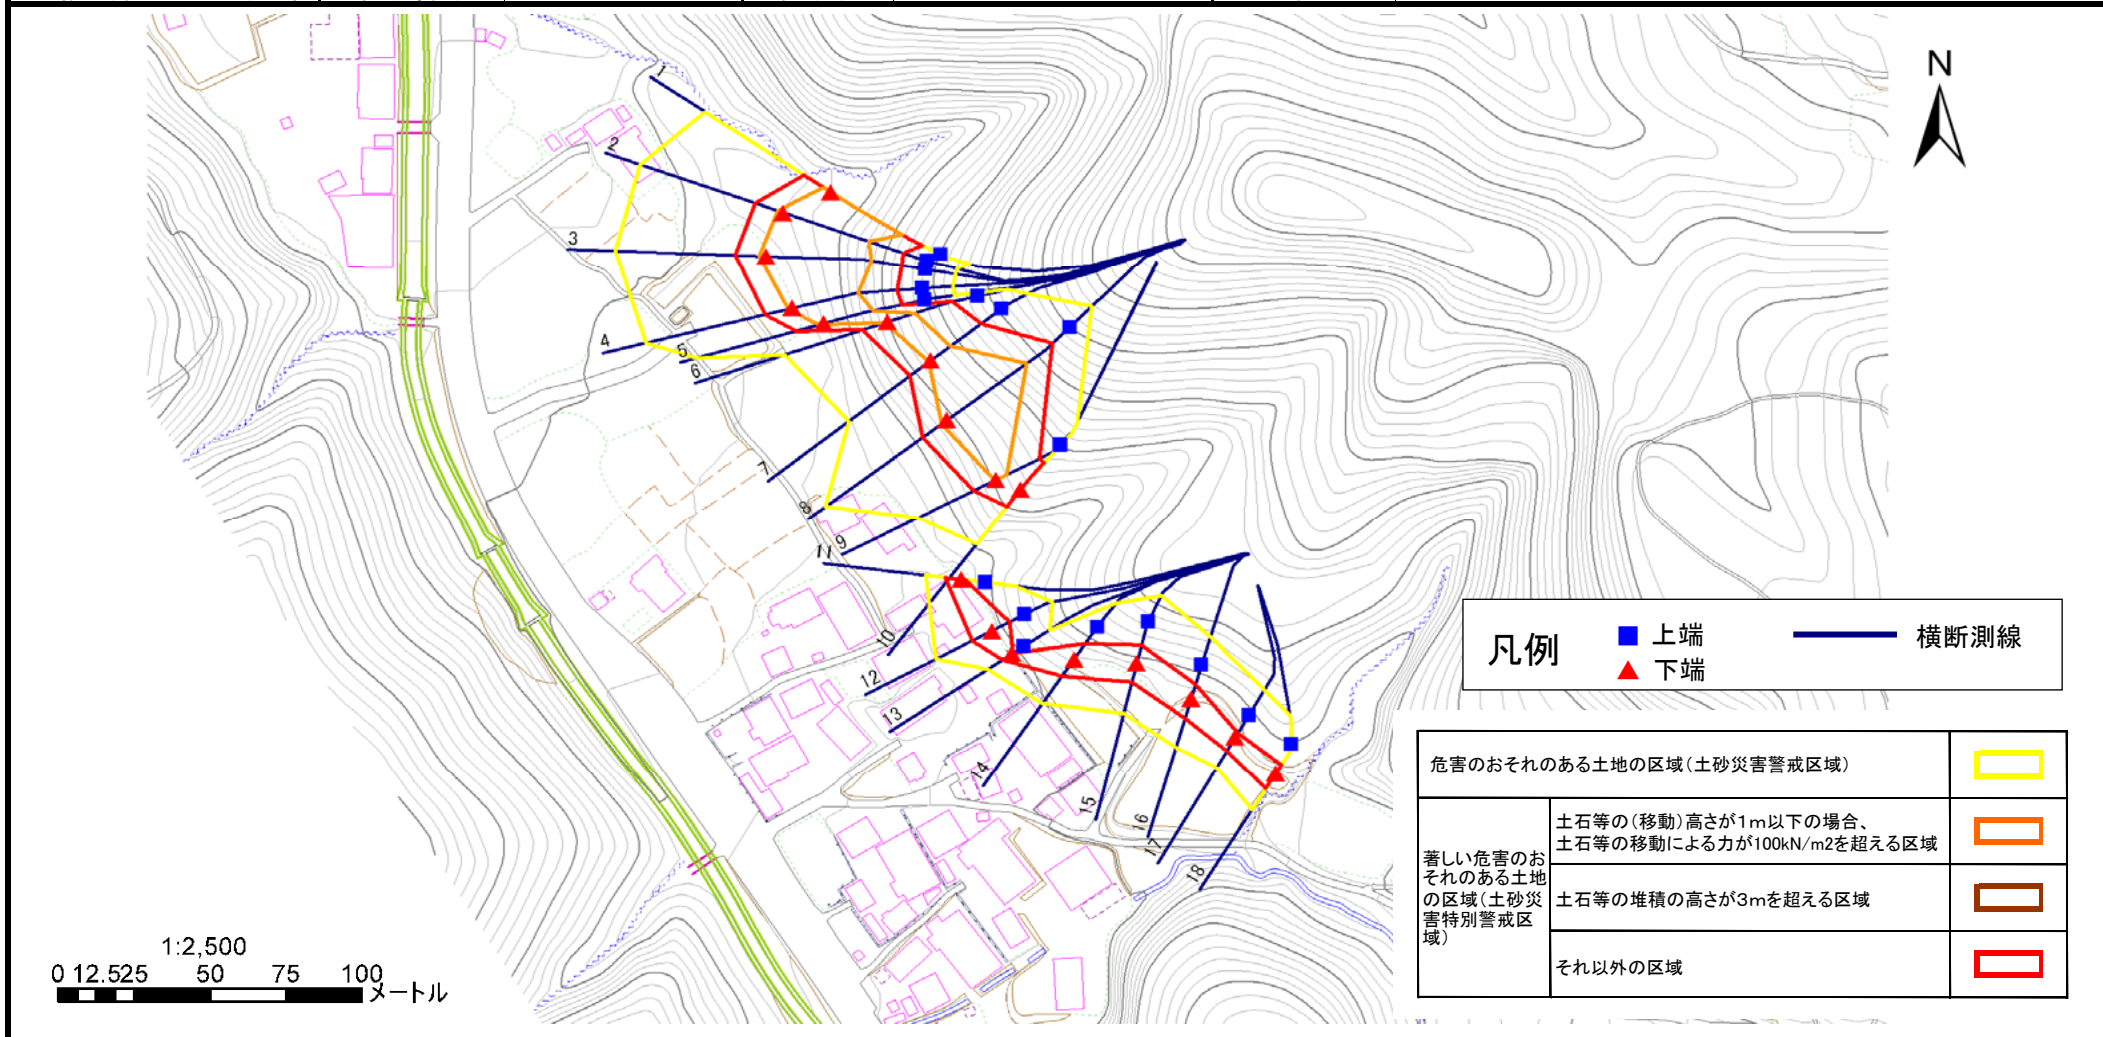 N
1
2
3
4
5
6
7
8
9
11
10
12
13
14
15
16
17
18
凡例
上端
下端
横断測線
危害のおそれのある土地の区域(土砂災害警戒区域)
著しい危害のお
それのある土地
の区域(土砂災
害特別警戒区
域)
土石等の(移動)高さが1m以下の場合、
土石等の移動による力が100kN/m2を超える区域
土石等の堆積の高さが3mを超える区域
それ以外の区域
1:2,500
0 12.525 50 75 100
メートル